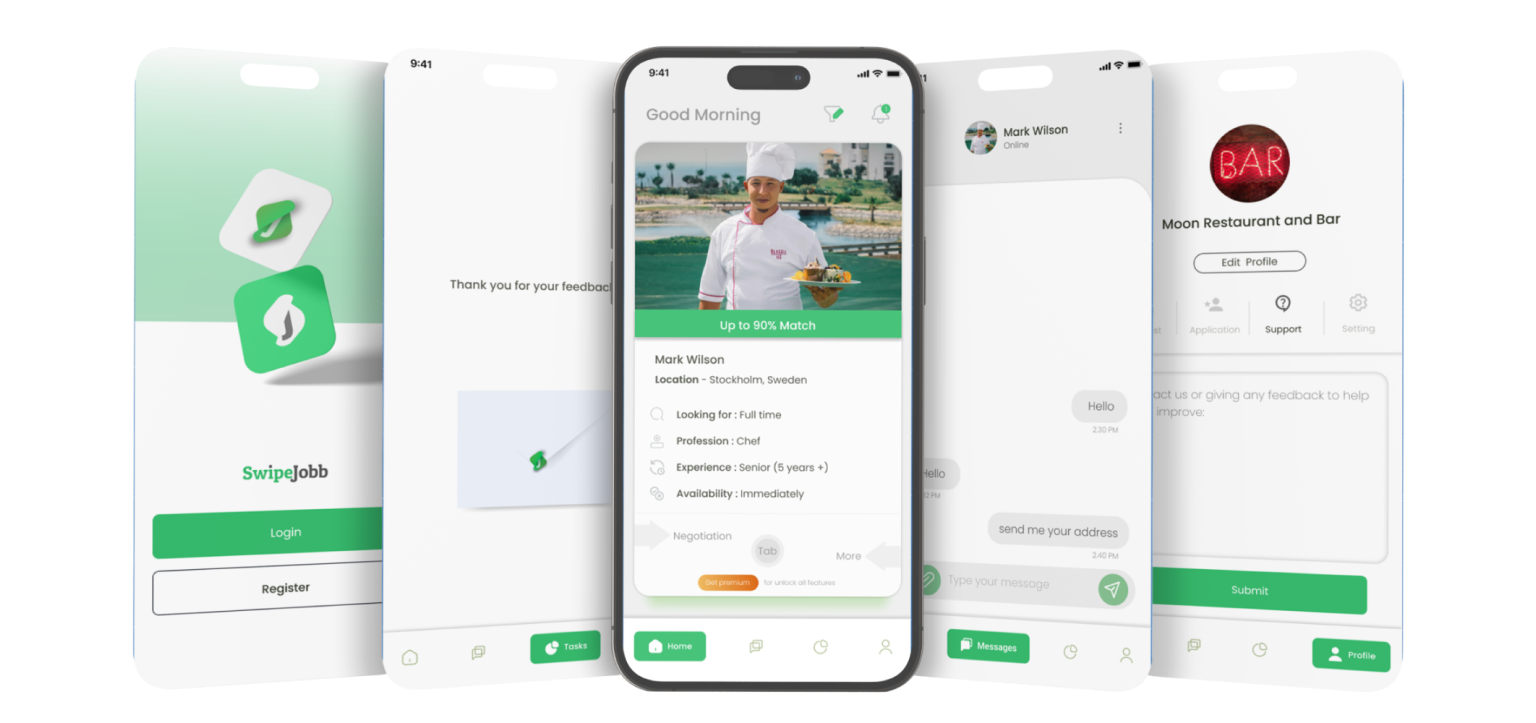 SwipeJobb
Login
Register
9:41
Thank you for your feedbac
Tasks
9:41
Good Morning
1
Up to 90% Match
Mark Wilson
Location - Stockholm, Sweden
Looking for : Full time
Profession : Chef
Experience : Senior (5 years +)
Availability : Immediately
Negotiation
Tab
More
Get premium for unlock all features
Home
Mark Wilson
Online
Hello
2.30 PM
Hello
send me your address
2.40 PM
Type your message
Messages
BAR
Moon Restaurant and Bar
Edit Profile
Application
Support
Setting
act us or giving any feedback to help
improve:
Submit
Profile